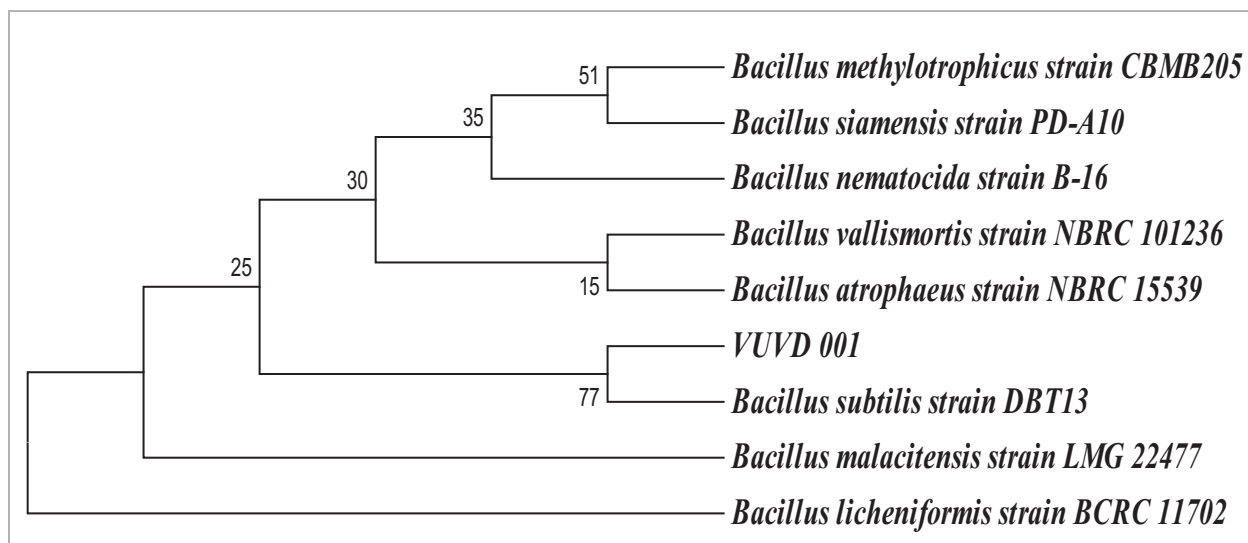 51
Bacillus methylotrophicus strain CBMB205
Bacillus siamensis strain PD-A10
35
Bacillus nematocida strain B-16
30
Bacillus vallismortis strain NBRC 101236
15
Bacillus atrophaeus strain NBRC 15539
25
VUVD 001
77
Bacillus subtilis strain DBT13
Bacillus malacitensis strain LMG 22477
Bacillus licheniformis strain BCRC 11702